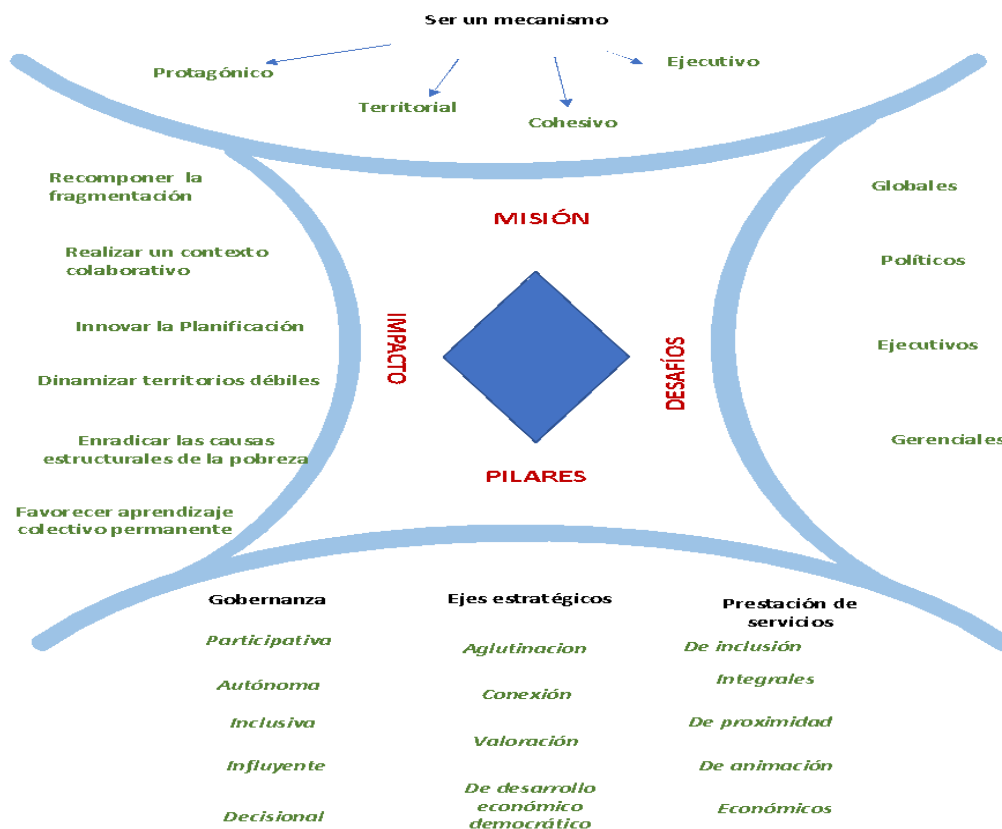 Ser un mecanismo
Protagónico
Territorial
Cohesivo
Ejecutivo
Recomponer la
fragmentación
Realizar un contexto
colaborativo
Innovar la Planificación
Dinamizar territorios débiles
Enradicar las causas
estructurales de la pobreza
Favorecer aprendizaje
colectivo permanente
MISIÓN
IMPACTO
DESAFÍOS
PILARES
Globales
Políticos
Ejecutivos
Gerenciales
Gobernanza
Participativa
Autónoma
Inclusiva
Influyente
Decisional
Ejes estratégicos
Aglutinacion
Conexión
Valoración
De desarrollo
económico
democrático
Prestación de
servicios
De inclusión
Integrales
De proximidad
De animación
Económicos